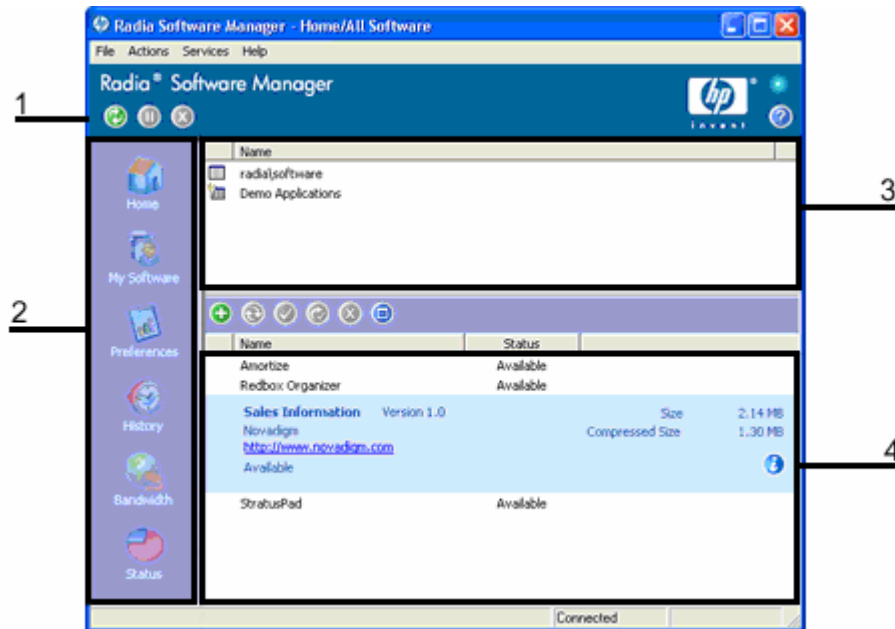 Radia Software Manager - Home/All Software
File Actions Services Help
Radia® Software Manager
hp
invent
1
Name
radia\software
Demo Applications
3
Home
My Software
2
Preferences
History
Bandwidth
Status
Name Status
Amortize Available
Redbox Organizer Available
Sales Information Version 1.0 Size 2.14 MB
Novadigm Compressed Size 1.30 MB
http://www.novadigm.com
Available
4
StratusPad Available
Connected